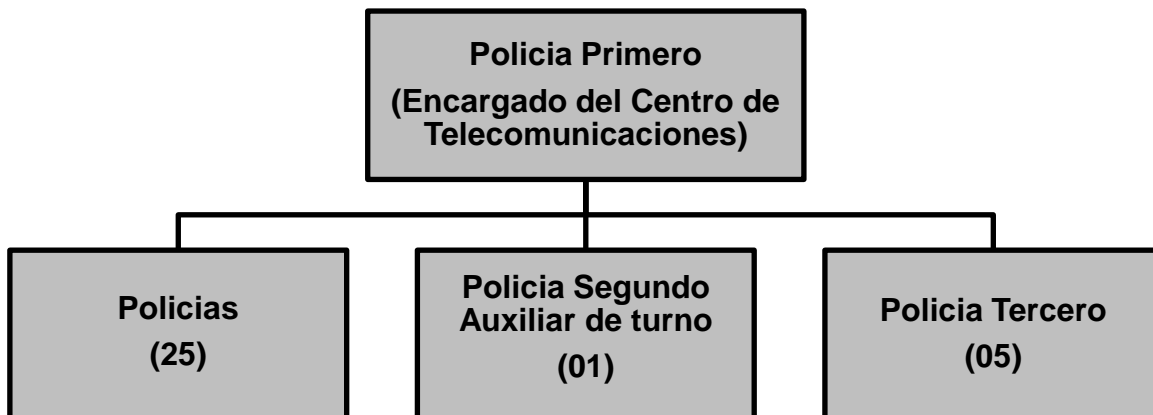 Policia Primero
(Encargado del Centro de
Telecomunicaciones)
Policias
(25)
Policia Segundo
Auxiliar de turno
(01)
Policia Tercero
(05)